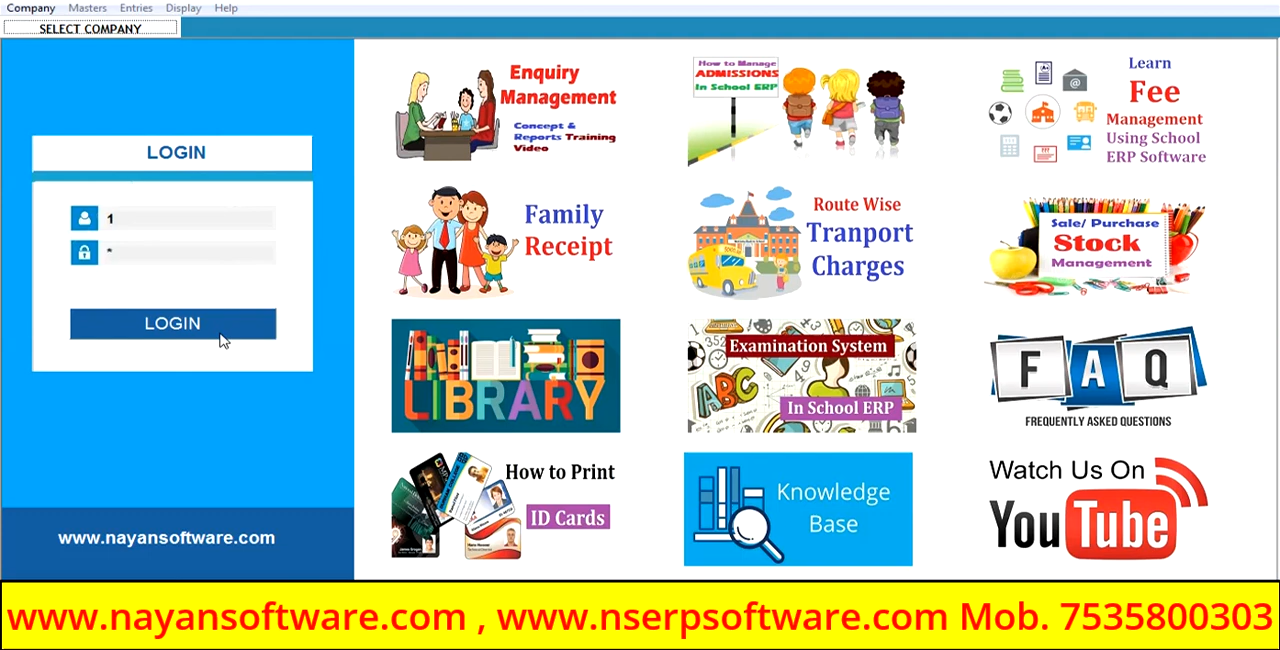 Company Masters Entries Display Help
SELECT COMPANY
LOGIN
1
*
LOGIN
www.nayansoftware.com
Enquiry
Management
Concept &
Reports Training
Video
How to Manage
ADMISSIONS
In School ERP
Learn
Fee
Management
Using School
ERP Software
Family
Receipt
Route Wise
Tranport
Charges
Sale/ Purchase
Stock
Management
LIBRARY
Examination System
ABC
In School ERP
FAQ
FREQUENTLY ASKED QUESTIONS
How to Print
ID Cards
Knowledge
Base
Watch Us On
YouTube
www.nayansoftware.com , www.nserpsoftware.com Mob. 7535800303